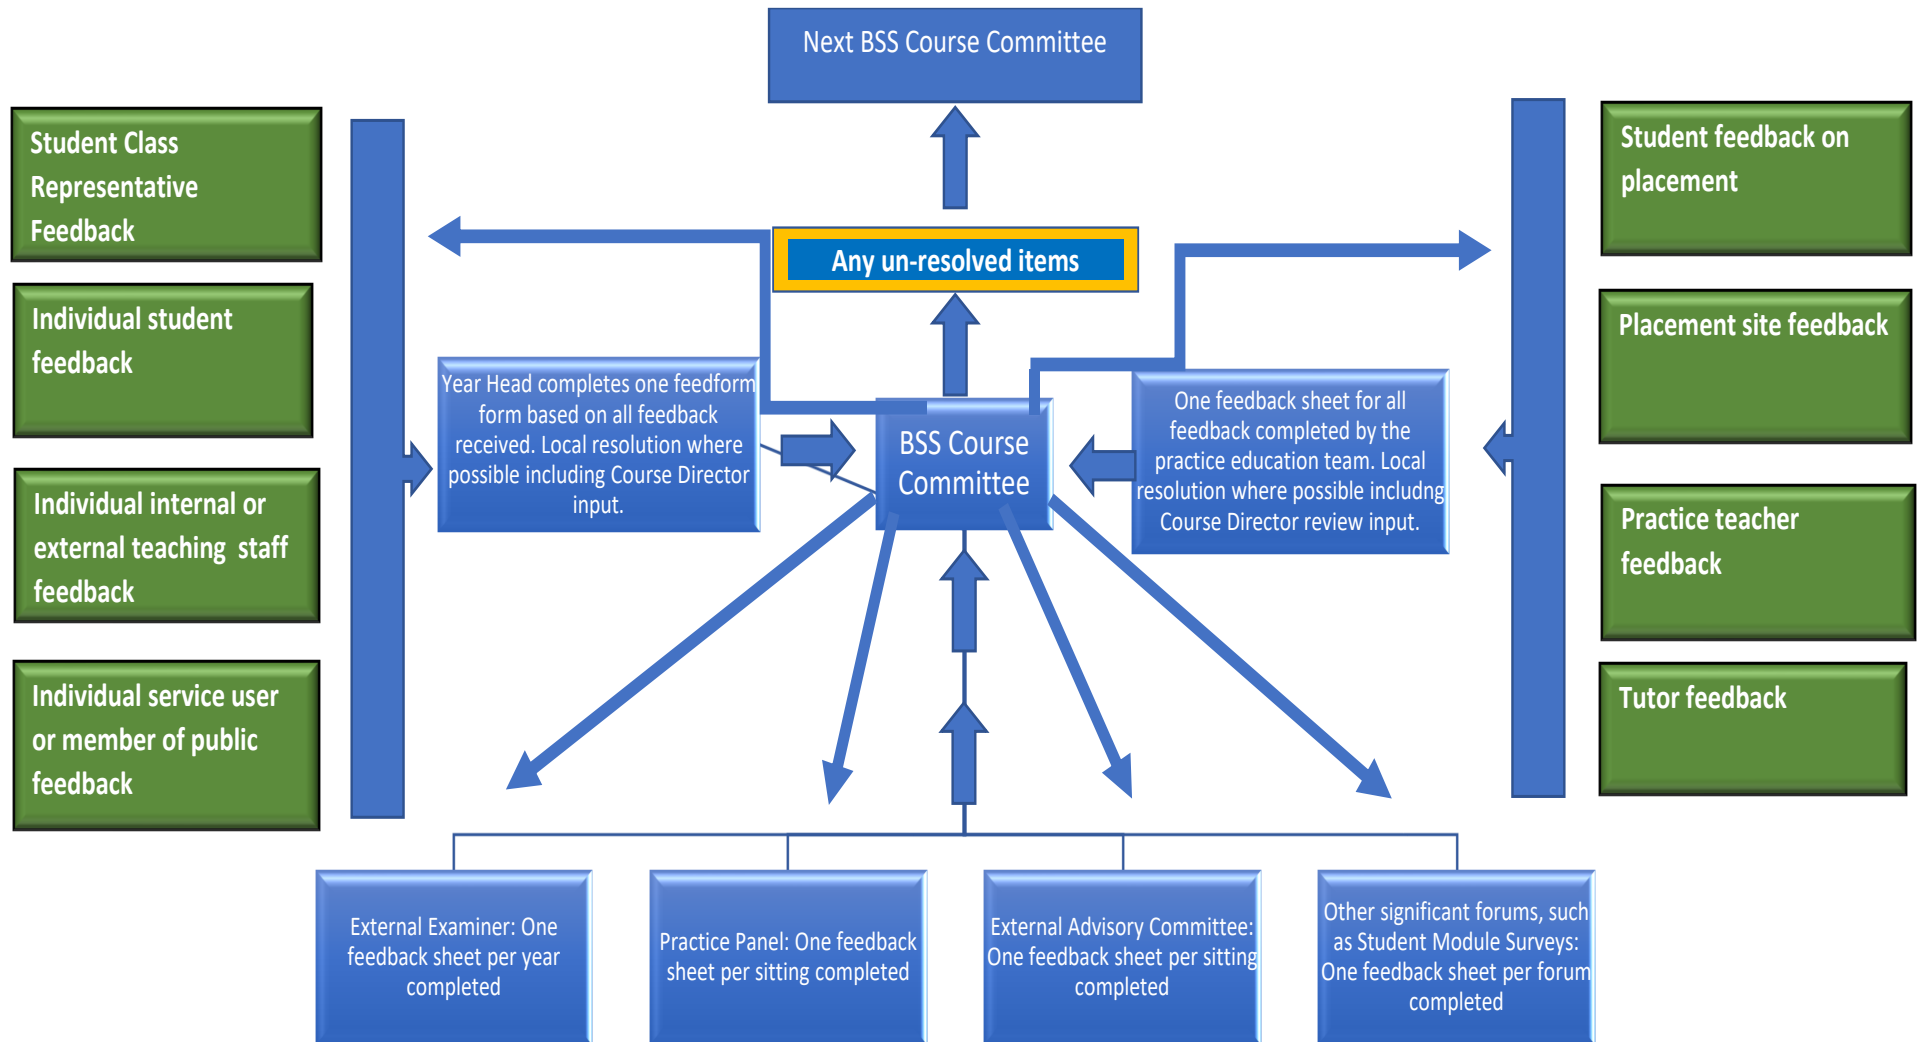 Next BSS Course Committee
Student Class
Representative
Feedback
Individual student
feedback
Individual internal or
external teaching  staff
feedback
Individual service user
or member of public
feedback
Any un-resolved items
Year Head completes one feedform
form based on all feedback
received. Local resolution where
possible including Course Director
input.
BSS Course
Committee
One feedback sheet for all
feedback completed by the
practice education team. Local
resolution where possible includng
Course Director review input.
Student feedback on
placement
Placement site feedback
Practice teacher
feedback
Tutor feedback
External Examiner: One
feedback sheet per year
completed
Practice Panel: One feedback
sheet per sitting completed
External Advisory Committee:
One feedback sheet per sitting
completed
Other significant forums, such
as Student Module Surveys:
One feedback sheet per forum
completed